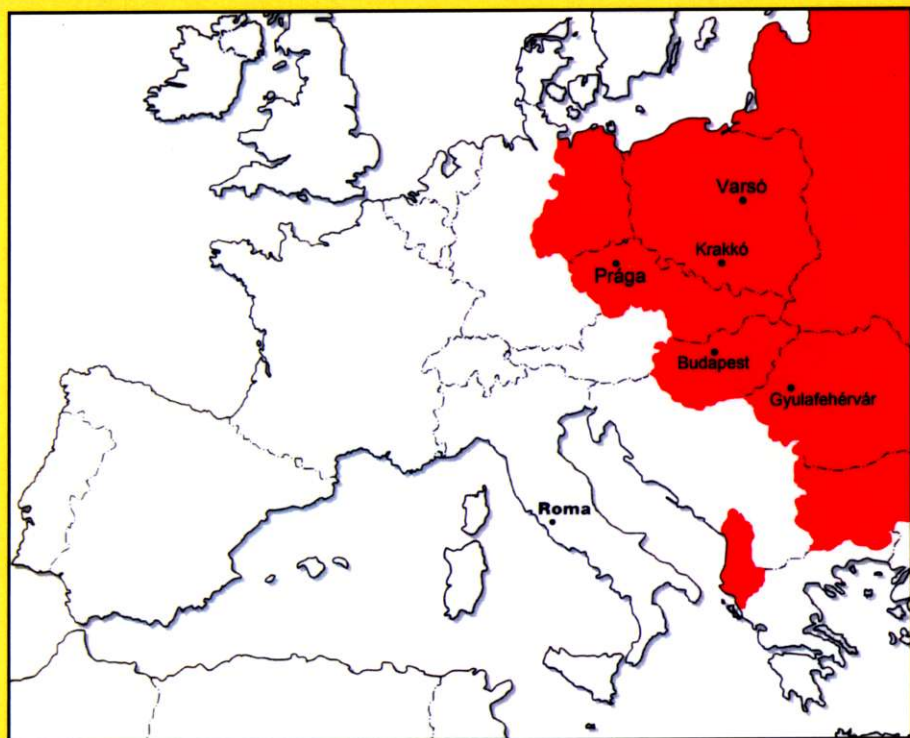 Varsó
Krakkó
Prága
Budapest
Gyulafehérvár
Roma